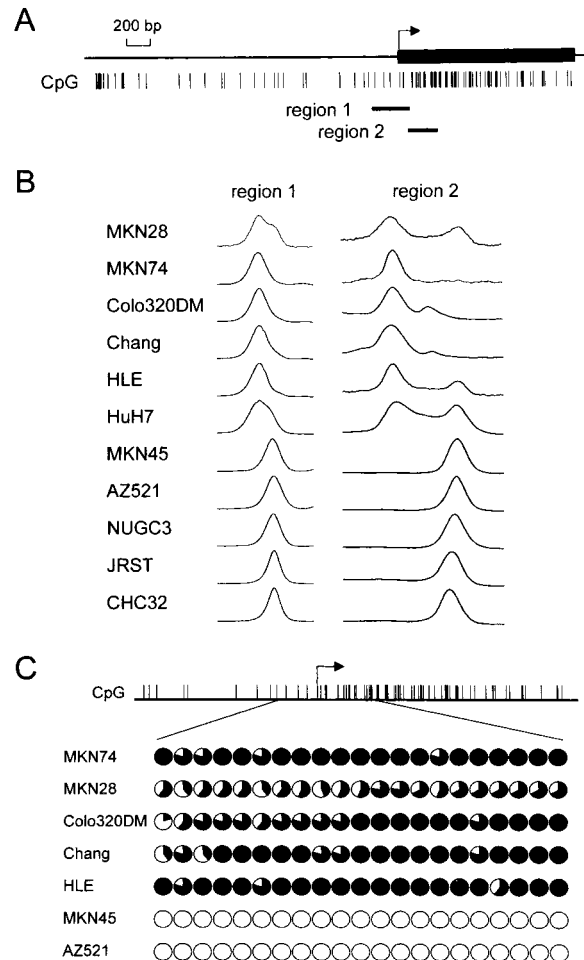 A
200 bp
CpG
region 1
region 2
B
region 1 region 2
MKN28
MKN74
Colo320DM
Chang
HLE
HuH7
MKN45
AZ521
NUGC3
JRST
CHC32
C
CpG
MKN74
MKN28
Colo320DM
Chang
HLE
MKN45
AZ521